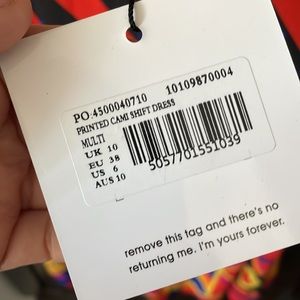 PO:4500040710 10109870004
PRINTED CAMI SHIFT DRESS
MULTI
UK 10
EU 38
US 6
AUS 10
5057701551039
remove this tag and there's no
returning me. i'm yours forever.